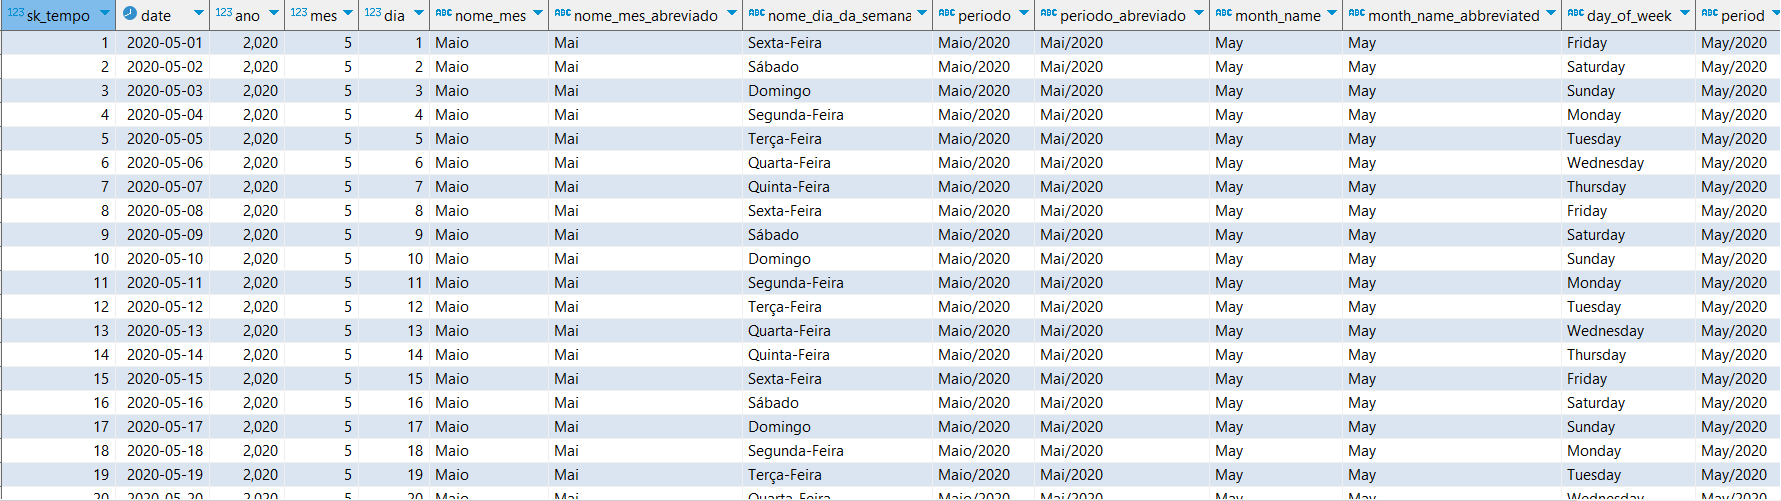 123 sk_tempo date 123 ano 123 mes 123 dia ABC nome_mes ABC nome_mes_abreviado ABC nome_dia_da_semana ABC periodo ABC periodo_abreviado ABC month_name ABC month_name_abbreviated ABC day_of_week ABC period
1 2020-05-01 2,020 5 1 Maio Mai Sexta-Feira Maio/2020 Mai/2020 May May Friday May/2020
2 2020-05-02 2,020 5 2 Maio Mai Sábado Maio/2020 Mai/2020 May May Saturday May/2020
3 2020-05-03 2,020 5 3 Maio Mai Domingo Maio/2020 Mai/2020 May May Sunday May/2020
4 2020-05-04 2,020 5 4 Maio Mai Segunda-Feira Maio/2020 Mai/2020 May May Monday May/2020
5 2020-05-05 2,020 5 5 Maio Mai Terça-Feira Maio/2020 Mai/2020 May May Tuesday May/2020
6 2020-05-06 2,020 5 6 Maio Mai Quarta-Feira Maio/2020 Mai/2020 May May Wednesday May/2020
7 2020-05-07 2,020 5 7 Maio Mai Quinta-Feira Maio/2020 Mai/2020 May May Thursday May/2020
8 2020-05-08 2,020 5 8 Maio Mai Sexta-Feira Maio/2020 Mai/2020 May May Friday May/2020
9 2020-05-09 2,020 5 9 Maio Mai Sábado Maio/2020 Mai/2020 May May Saturday May/2020
10 2020-05-10 2,020 5 10 Maio Mai Domingo Maio/2020 Mai/2020 May May Sunday May/2020
11 2020-05-11 2,020 5 11 Maio Mai Segunda-Feira Maio/2020 Mai/2020 May May Monday May/2020
12 2020-05-12 2,020 5 12 Maio Mai Terça-Feira Maio/2020 Mai/2020 May May Tuesday May/2020
13 2020-05-13 2,020 5 13 Maio Mai Quarta-Feira Maio/2020 Mai/2020 May May Wednesday May/2020
14 2020-05-14 2,020 5 14 Maio Mai Quinta-Feira Maio/2020 Mai/2020 May May Thursday May/2020
15 2020-05-15 2,020 5 15 Maio Mai Sexta-Feira Maio/2020 Mai/2020 May May Friday May/2020
16 2020-05-16 2,020 5 16 Maio Mai Sábado Maio/2020 Mai/2020 May May Saturday May/2020
17 2020-05-17 2,020 5 17 Maio Mai Domingo Maio/2020 Mai/2020 May May Sunday May/2020
18 2020-05-18 2,020 5 18 Maio Mai Segunda-Feira Maio/2020 Mai/2020 May May Monday May/2020
19 2020-05-19 2,020 5 19 Maio Mai Terça-Feira Maio/2020 Mai/2020 May May Tuesday May/2020
20 2020-05-20 2,020 5 20 Maio Mai Quarta-Feira Maio/2020 Mai/2020 May May Wednesday May/2020